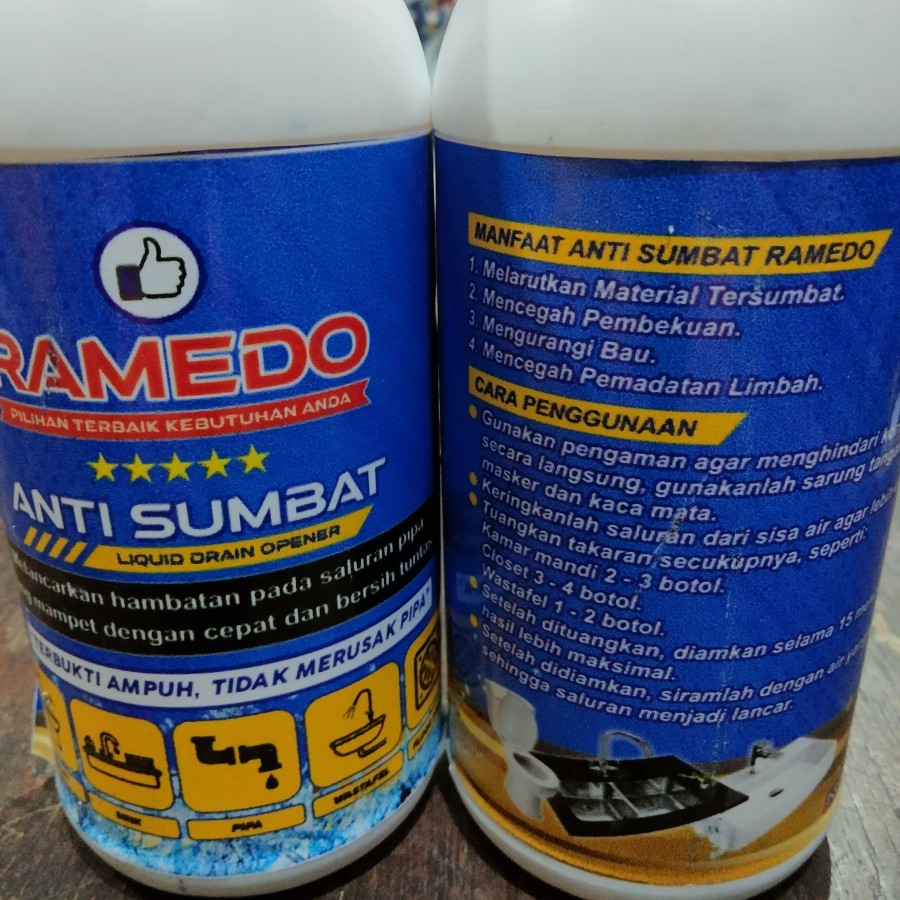 RAMEDO
PILIHAN TERBAIK KEBUTUHAN ANDA
ANTI SUMBAT
LIQUID DRAIN OPENER
hambatan pada saluran pipa
mampet dengan cepat dan bersih tuntas
TERBUKTI AMPUH, TIDAK MERUSAK PIPA*
SINK
PIPA
WASTAFEL
MANFAAT ANTI SUMBAT RAMEDO
1. Melarutkan Material Tersumbat.
2. Mencegah Pembekuan.
3. Mengurangi Bau.
4. Mencegah Pemadatan Limbah.
CARA PENGGUNAAN
• Gunakan pengaman agar menghindari
secara langsung, gunakanlah sarung
masker dan kaca mata.
• Keringkanlah saluran dari sisa air agar lebih
• Tuangkan takaran secukupnya, seperti:
Kamar mandi 2 - 3 botol.
Closet 3 - 4 botol.
Wastafel 1 - 2 botol.
• Setelah dituangkan, diamkan selama 15
hasil lebih maksimal.
• Setelah didiamkan, siramlah dengan air
sehingga saluran menjadi lancar.